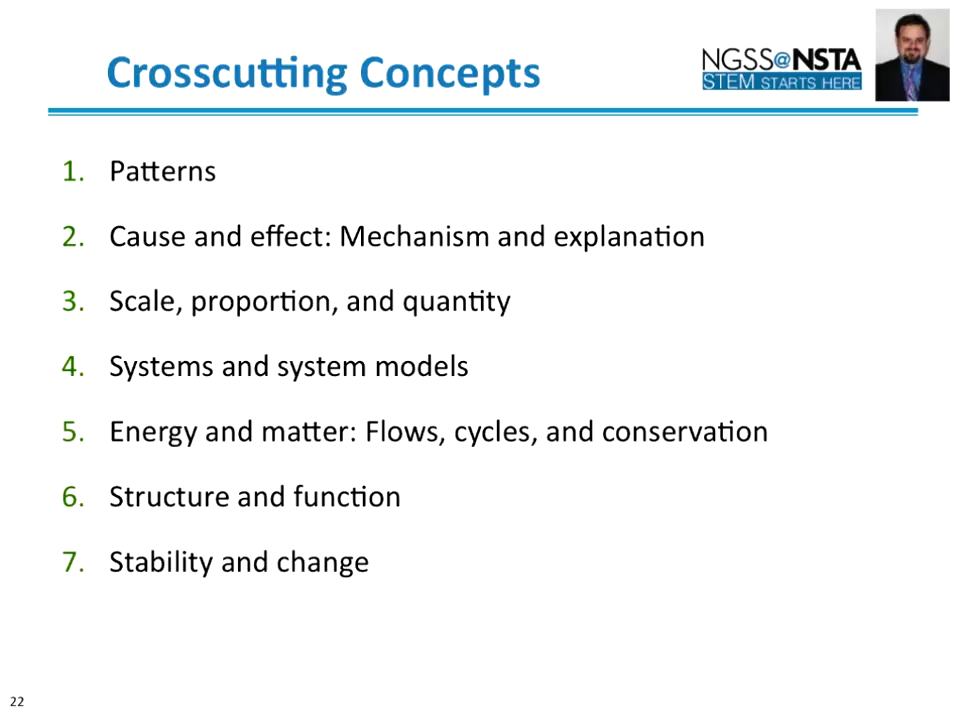 Crosscutting Concepts
NGSS@NSTA
STEM STARTS HERE
1. Patterns
2. Cause and effect: Mechanism and explanation
3. Scale, proportion, and quantity
4. Systems and system models
5. Energy and matter: Flows, cycles, and conservation
6. Structure and function
7. Stability and change
22